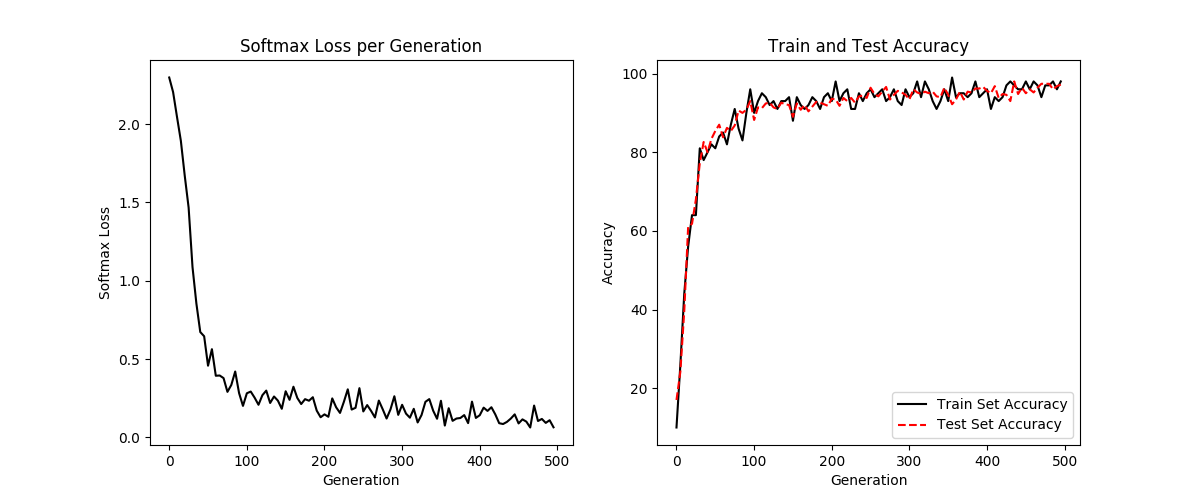 Softmax Loss per Generation
Softmax Loss
2.0
1.5
1.0
0.5
0.0
0 100 200 300 400 500
Generation
Train and Test Accuracy
Accuracy
100
80
60
40
20
0 100 200 300 400 500
Generation
Train Set Accuracy
Test Set Accuracy